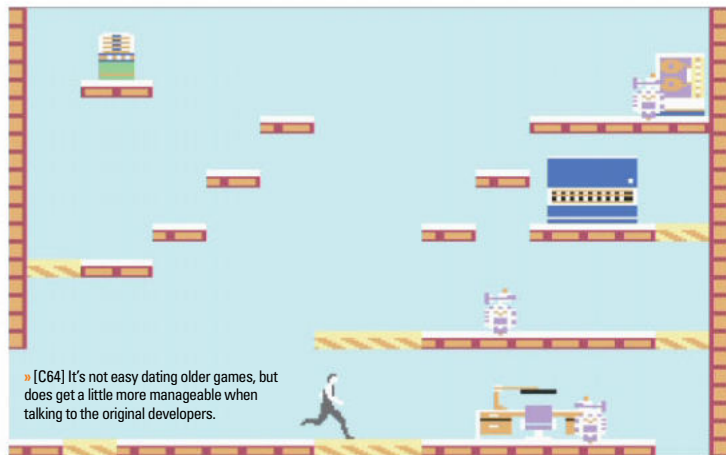 » [C64] It's not easy dating older games, but
does get a little more manageable when
talking to the original developers.